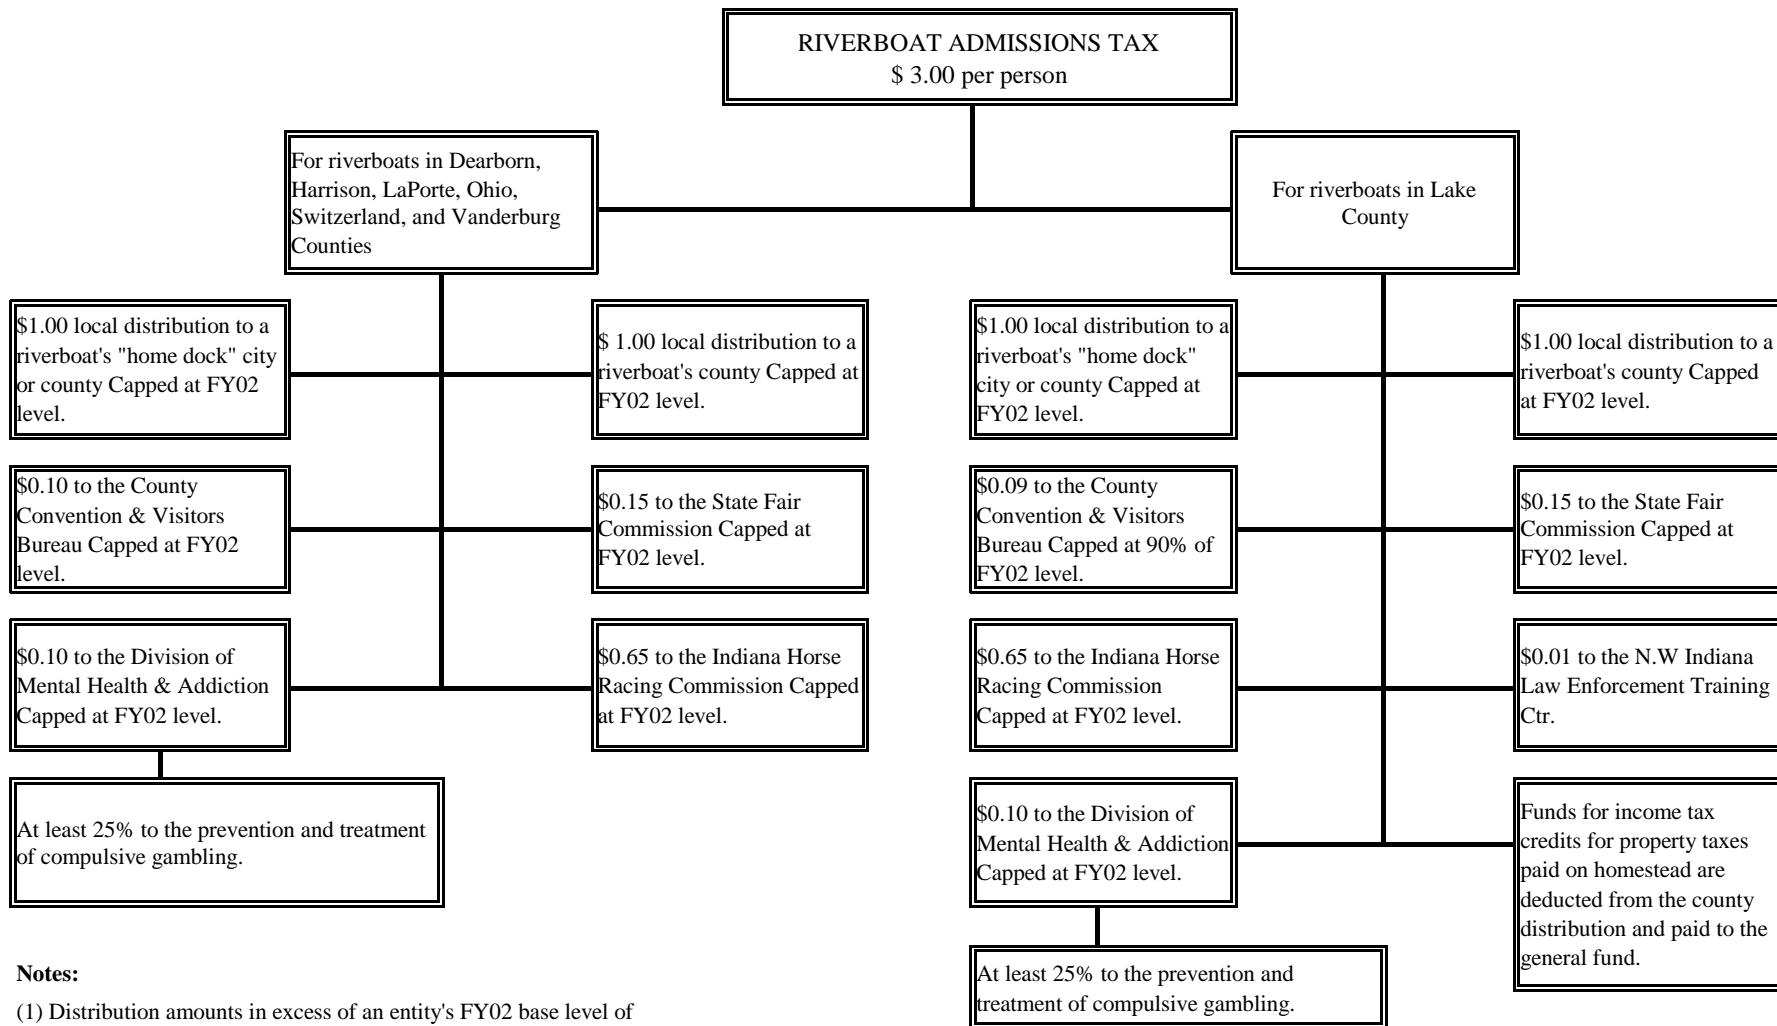 RIVERBOAT ADMISSIONS TAX
$ 3.00 per person
For riverboats in Dearborn,
Harrison, LaPorte, Ohio,
Switzerland, and Vanderburg
Counties
For riverboats in Lake
County
$1.00 local distribution to a
riverboat's "home dock" city
or county Capped at FY02
level.
$ 1.00 local distribution to a
riverboat's county Capped at
FY02 level.
$1.00 local distribution to a
riverboat's "home dock"
city or county Capped at
FY02 level.
$1.00 local distribution to a
riverboat's county Capped
at FY02 level.
$0.10 to the County
Convention & Visitors
Bureau Capped at FY02
level.
$0.15 to the State Fair
Commission Capped at
FY02 level.
$0.09 to the County
Convention & Visitors
Bureau Capped at 90% of
FY02 level.
$0.15 to the State Fair
Commission Capped at
FY02 level.
$0.10 to the Division of
Mental Health & Addiction
Capped at FY02 level.
$0.65 to the Indiana Horse
Racing Commission Capped
at FY02 level.
$0.65 to the Indiana Horse
Racing Commission
Capped at FY02 level.
$0.01 to the N.W Indiana
Law Enforcement Training
Ctr.
At least 25% to the prevention and treatment
of compulsive gambling.
$0.10 to the Division of
Mental Health & Addiction
Capped at FY02 level.
Funds for income tax
credits for property taxes
paid on homestead are
deducted from the county
distribution and paid to the
general fund.
At least 25% to the prevention and
treatment of compulsive gambling.
Notes:
(1) Distribution amounts in excess of an entity's FY02 base level of